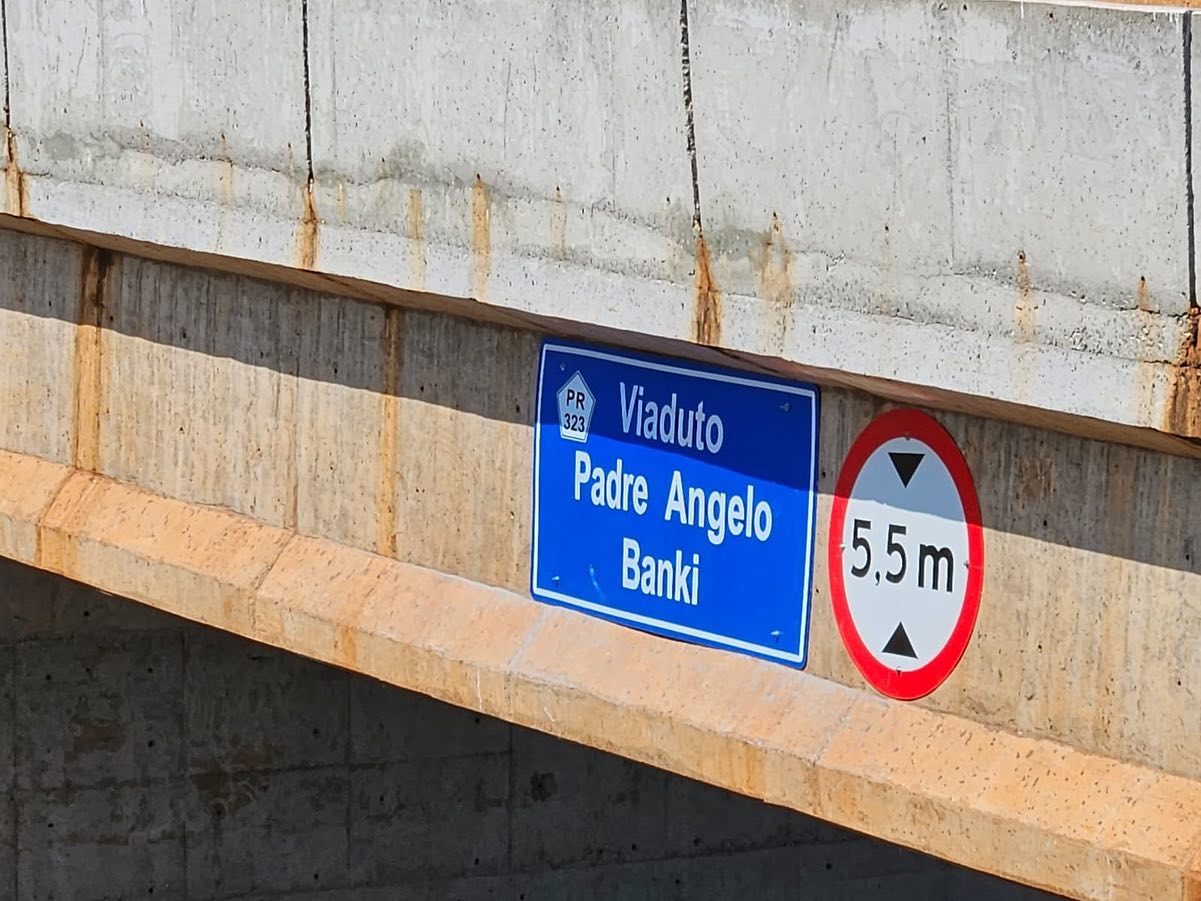 PR
323
Viaduto
Padre Angelo
Banki
5,5 m